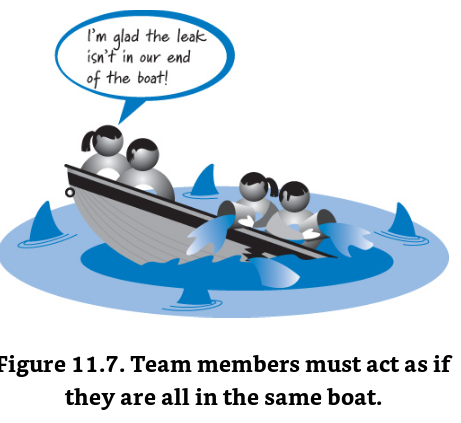 I'm glad the leak
isn't in our end
of the boat!
Figure 11.7. Team members must act as if
they are all in the same boat.